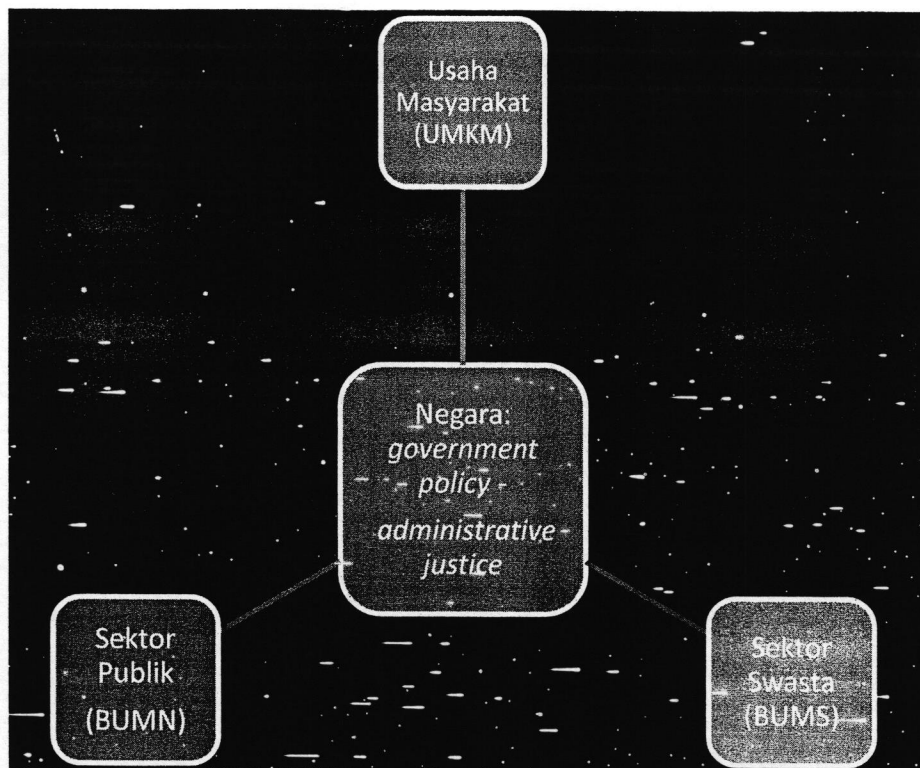 Usaha
Masyarakat
(UMKM)
Negara:
government
policy -
administrative
justice
Sektor
Publik
(BUMN)
Sektor
Swasta
(BUMS)